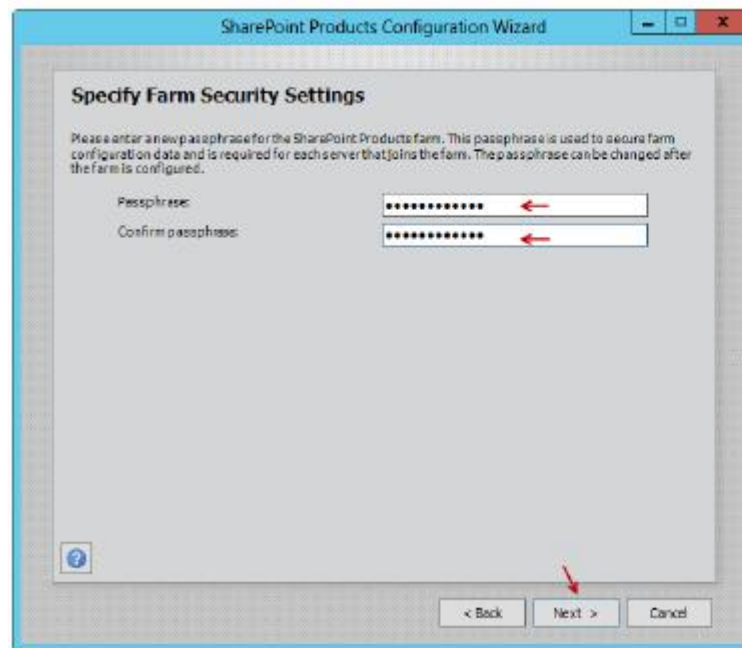 SharePoint Products Configuration Wizard
Specify Farm Security Settings
Please enter a new passphrase for the SharePoint Products farm. This passphrase is used to secure farm
configuration data and is required for each server that joins the farm. The passphrase can be changed after
the farm is configured.
Passphrase:
Confirm passphrase:
< Back Next > Cancel